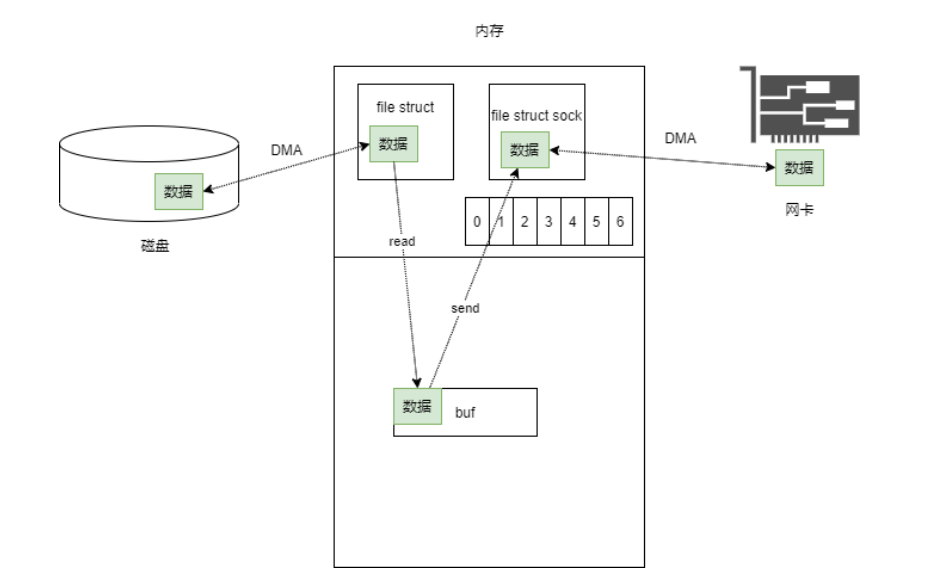 内存
file struct
file struct sock
数据
数据
DMA
DMA
数据
数据
磁盘
网卡
0 1 2 3 4 5 6
read
send
数据
buf